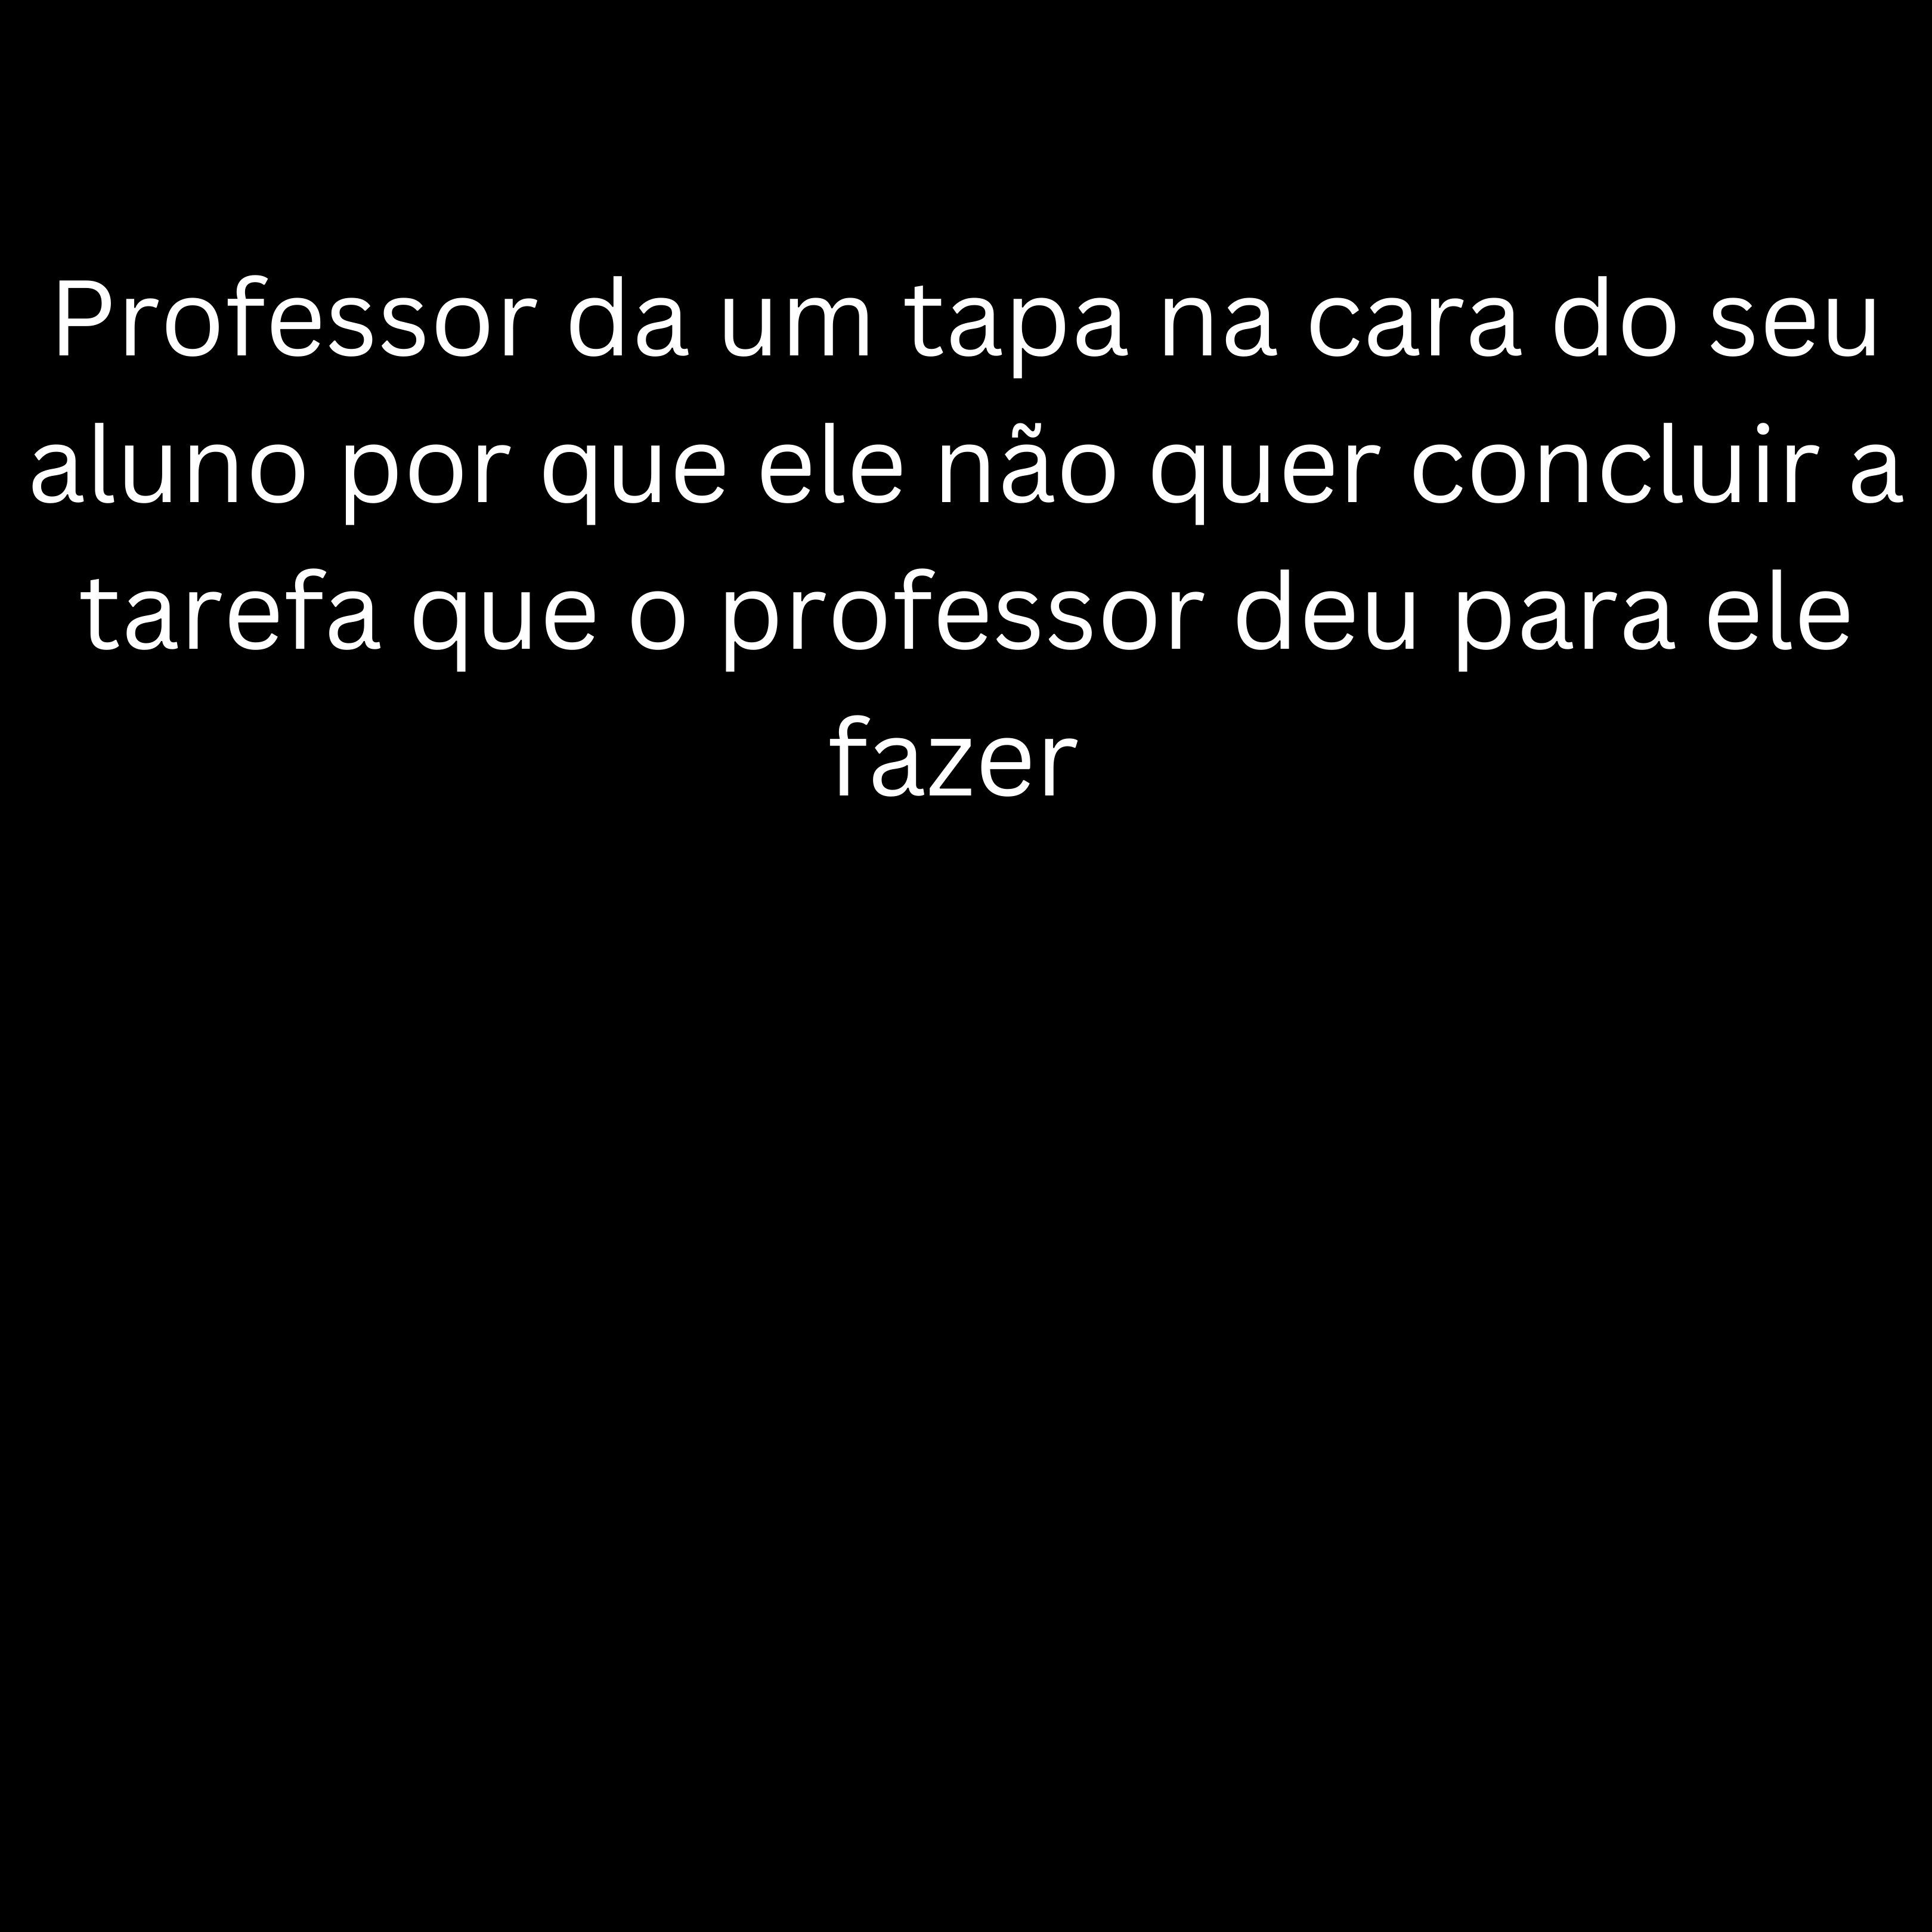 Professor da um tapa na cara do seu
aluno por que ele não quer concluir a
tarefa que o professor deu para ele
fazer